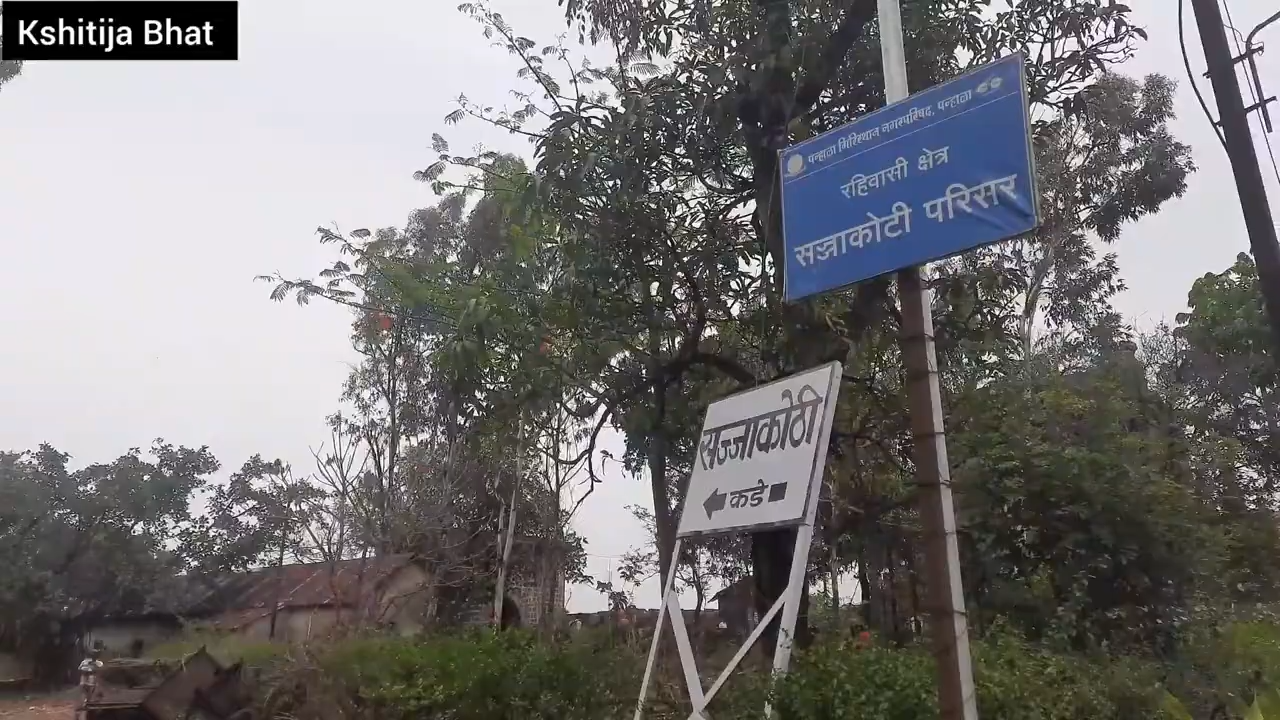 Kshitija Bhat
पन्हाळा गिरिस्थान नगरपरिषद, पन्हाळा
रहिवासी क्षेत्र
सज्जाकोटी परिसर
सज्जाकोठी
कडे